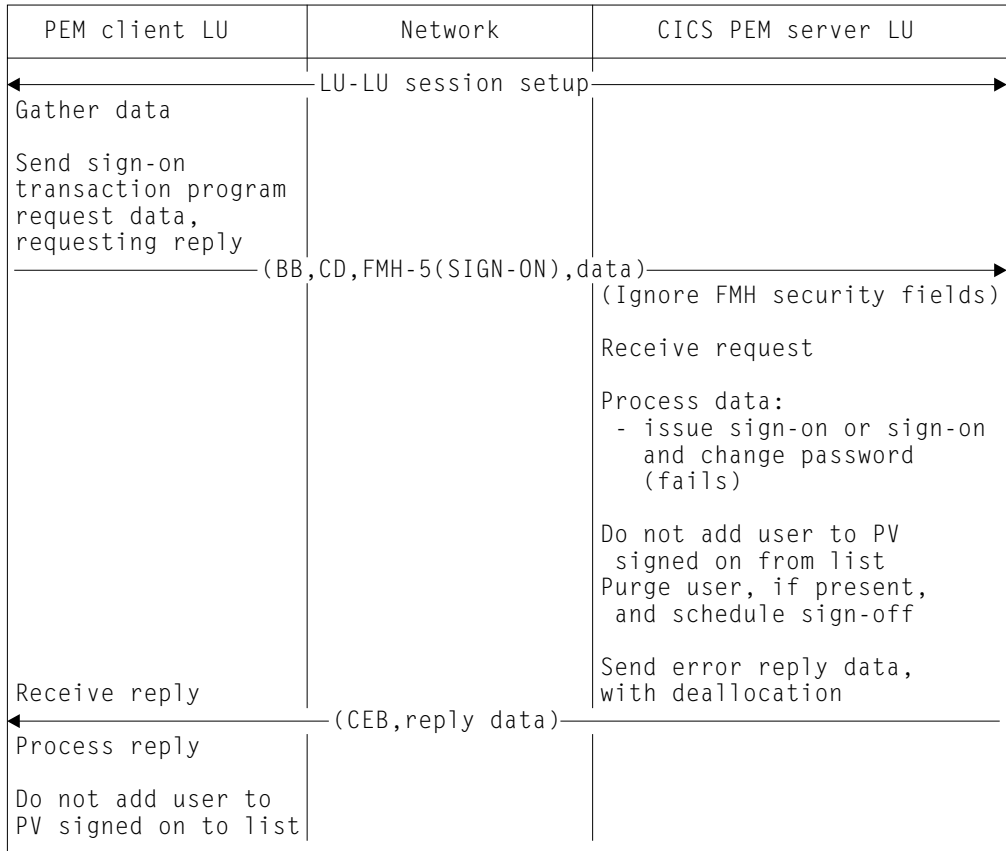 PEM client LU Network CICS PEM server LU
LU-LU session setup
Gather data
Send sign-on
transaction program
request data,
requesting reply
(BB,CD,FMH-5(SIGN-ON),data)
(Ignore FMH security fields)
Receive request
Process data:
- issue sign-on or sign-on
and change password
(fails)
Do not add user to PV
signed on from list
Purge user, if present,
and schedule sign-off
Send error reply data,
with deallocation
Receive reply
(CEB,reply data)
Process reply
Do not add user to
PV signed on to list